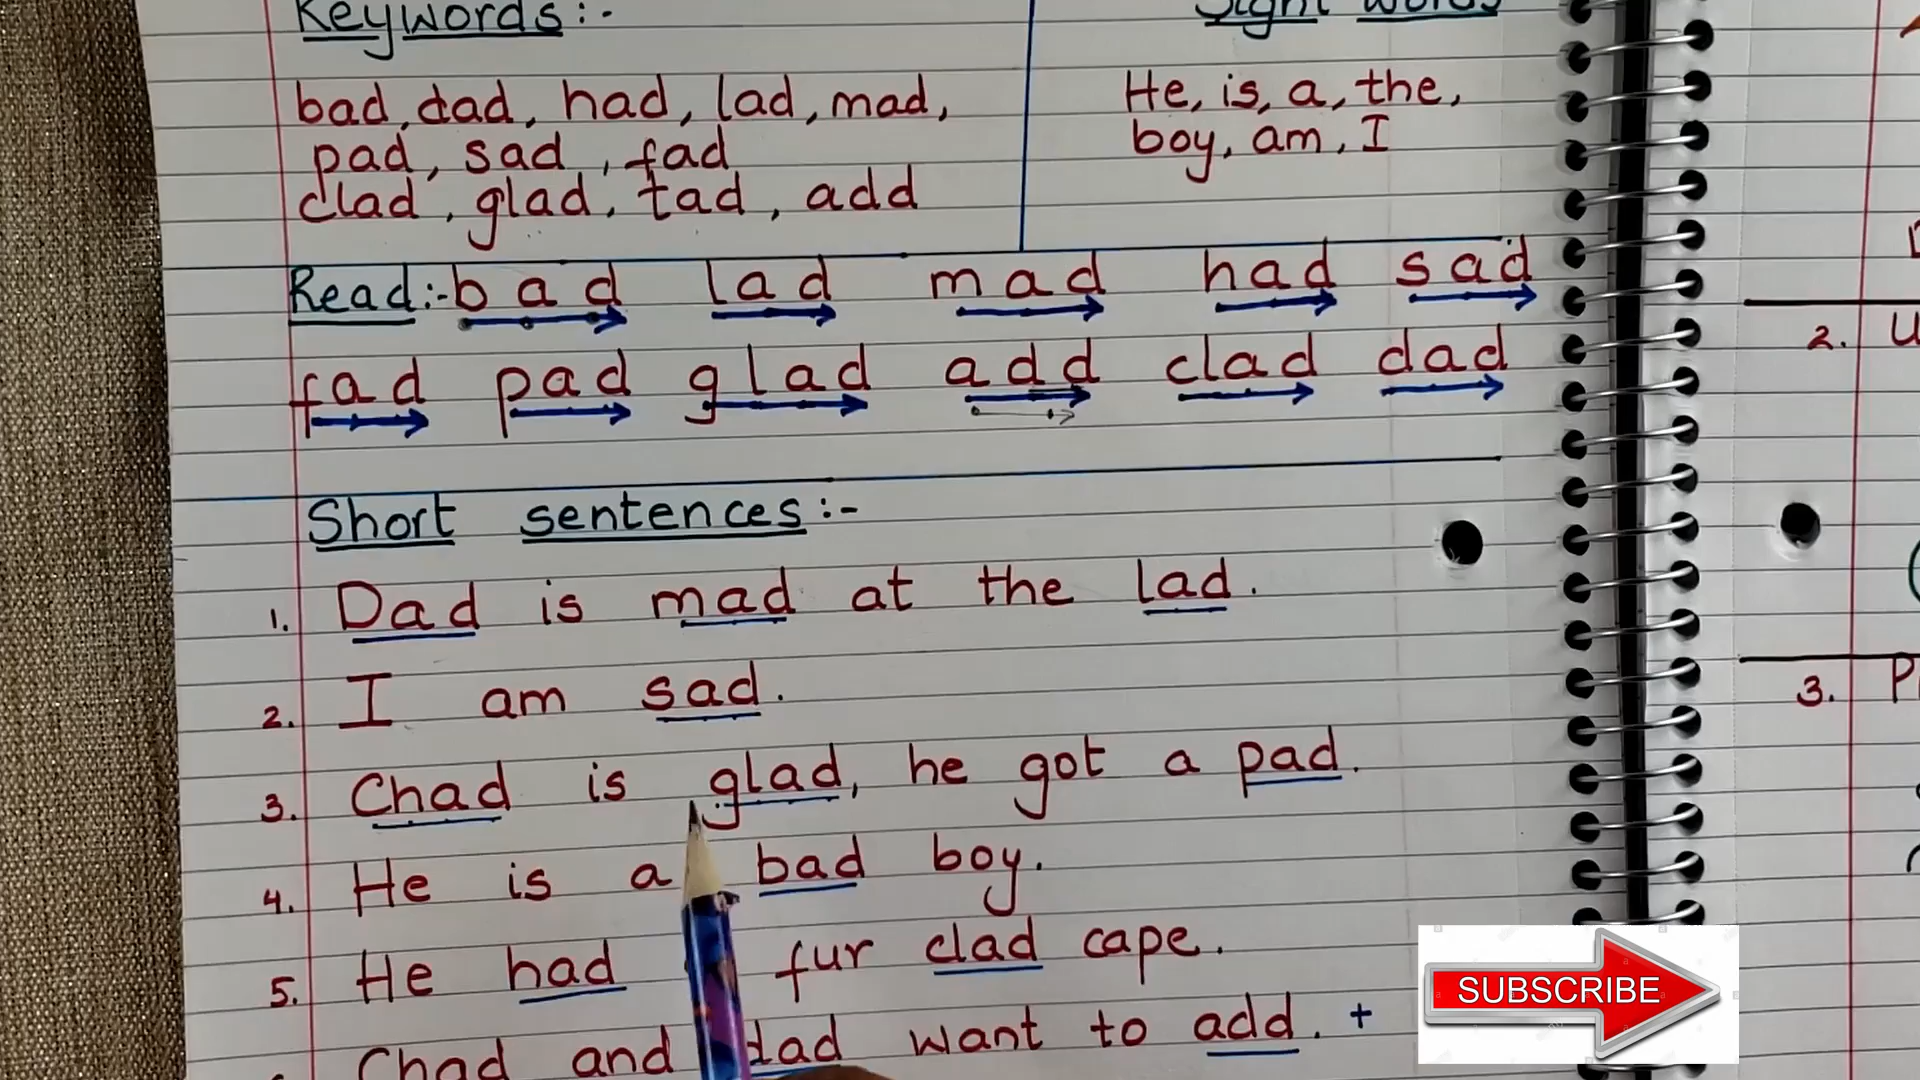 Keywords:-
Sight words
bad, dad, had, lad, mad,
pad, sad, fad
clad, glad, tad, add
He, is, a, the,
boy, am, I
Read:- bad lad mad had sad
fad pad glad add clad dad
Short sentences:-
1. Dad is mad at the lad.
2. I am sad.
3. Chad is glad, he got a pad.
4. He is a bad boy.
5. He had fur clad cape.
Chad and dad want to add. +
2.
3.
SUBSCRIBE